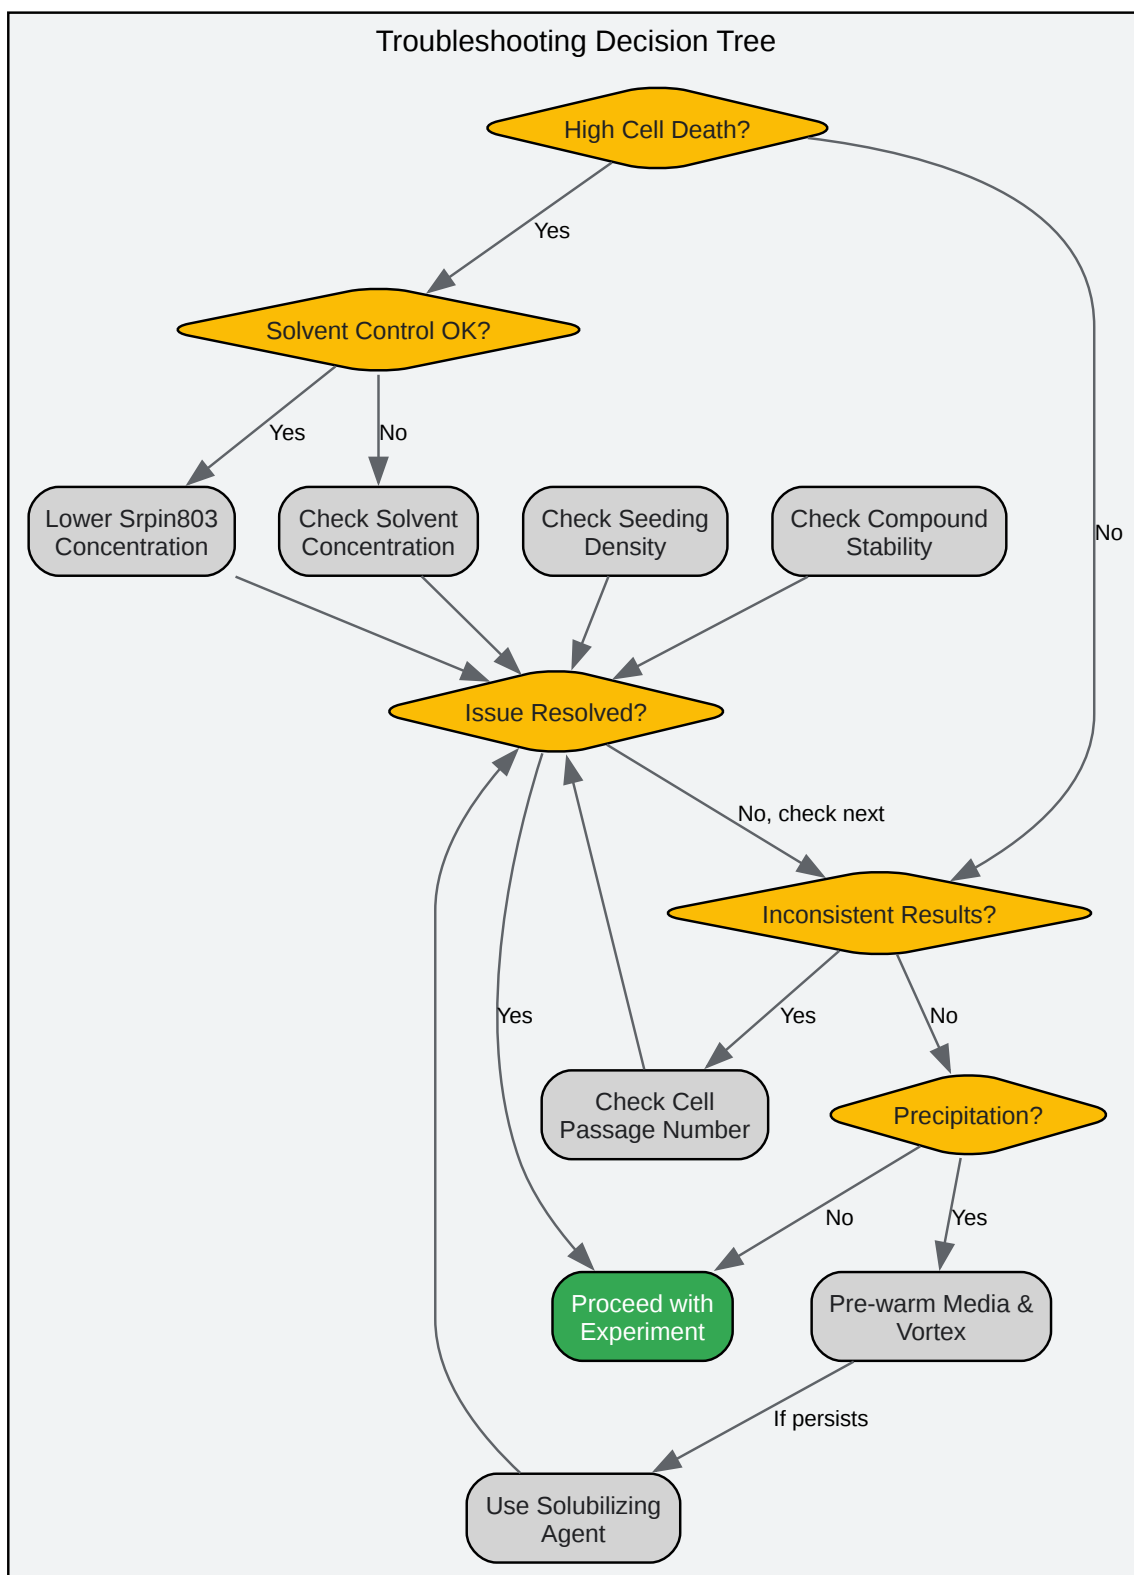 Troubleshooting Decision Tree
High Cell Death?
Yes
Solvent Control OK?
Yes
No
Lower Srpin803
Concentration
Check Solvent
Concentration
Check Seeding
Density
Check Compound
Stability
No
Issue Resolved?
No, check next
Inconsistent Results?
Yes
Yes
No
Check Cell
Passage Number
Precipitation?
No
Yes
Proceed with
Experiment
Pre-warm Media &
Vortex
If persists
Use Solubilizing
Agent